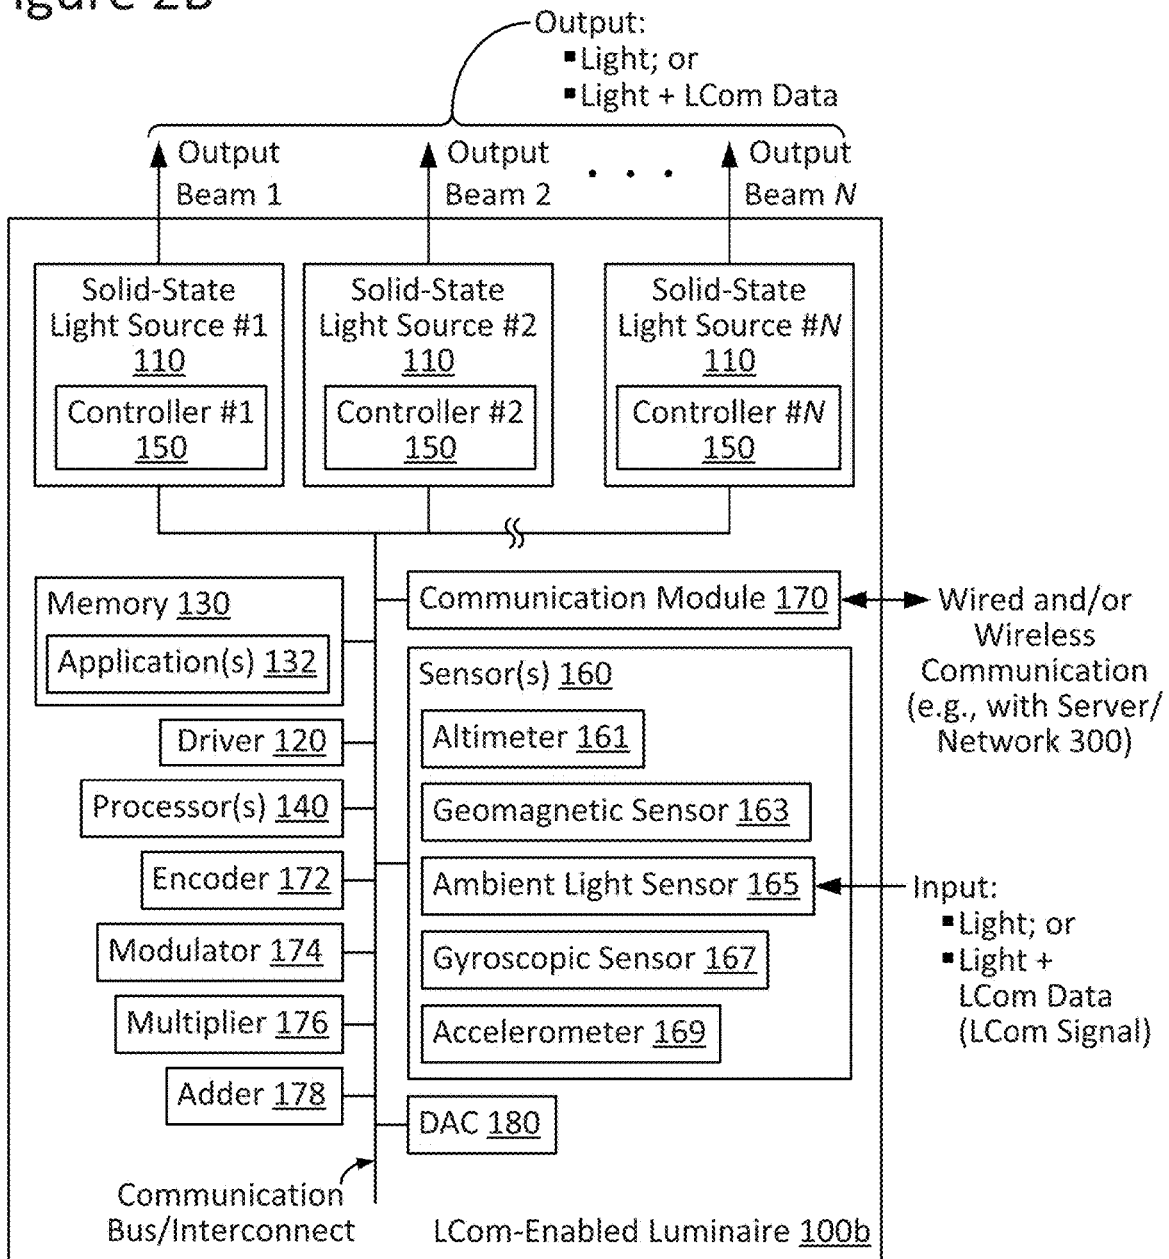 Figure 2B
Output:
▪Light; or
▪Light + LCom Data
Output
Beam 1
Output
Beam 2
. . .
Output
Beam N
Solid-State
Light Source #1
110
Controller #1
150
Solid-State
Light Source #2
110
Controller #2
150
Solid-State
Light Source #N
110
Controller #N
150
Memory 130
Application(s) 132
Driver 120
Processor(s) 140
Encoder 172
Modulator 174
Multiplier 176
Adder 178
Communication
Bus/Interconnect
Communication Module 170
Wired and/or
Wireless
Communication
(e.g., with Server/
Network 300)
Sensor(s) 160
Altimeter 161
Geomagnetic Sensor 163
Ambient Light Sensor 165
Gyroscopic Sensor 167
Accelerometer 169
Input:
▪Light; or
▪Light +
LCom Data
(LCom Signal)
DAC 180
LCom-Enabled Luminaire 100b